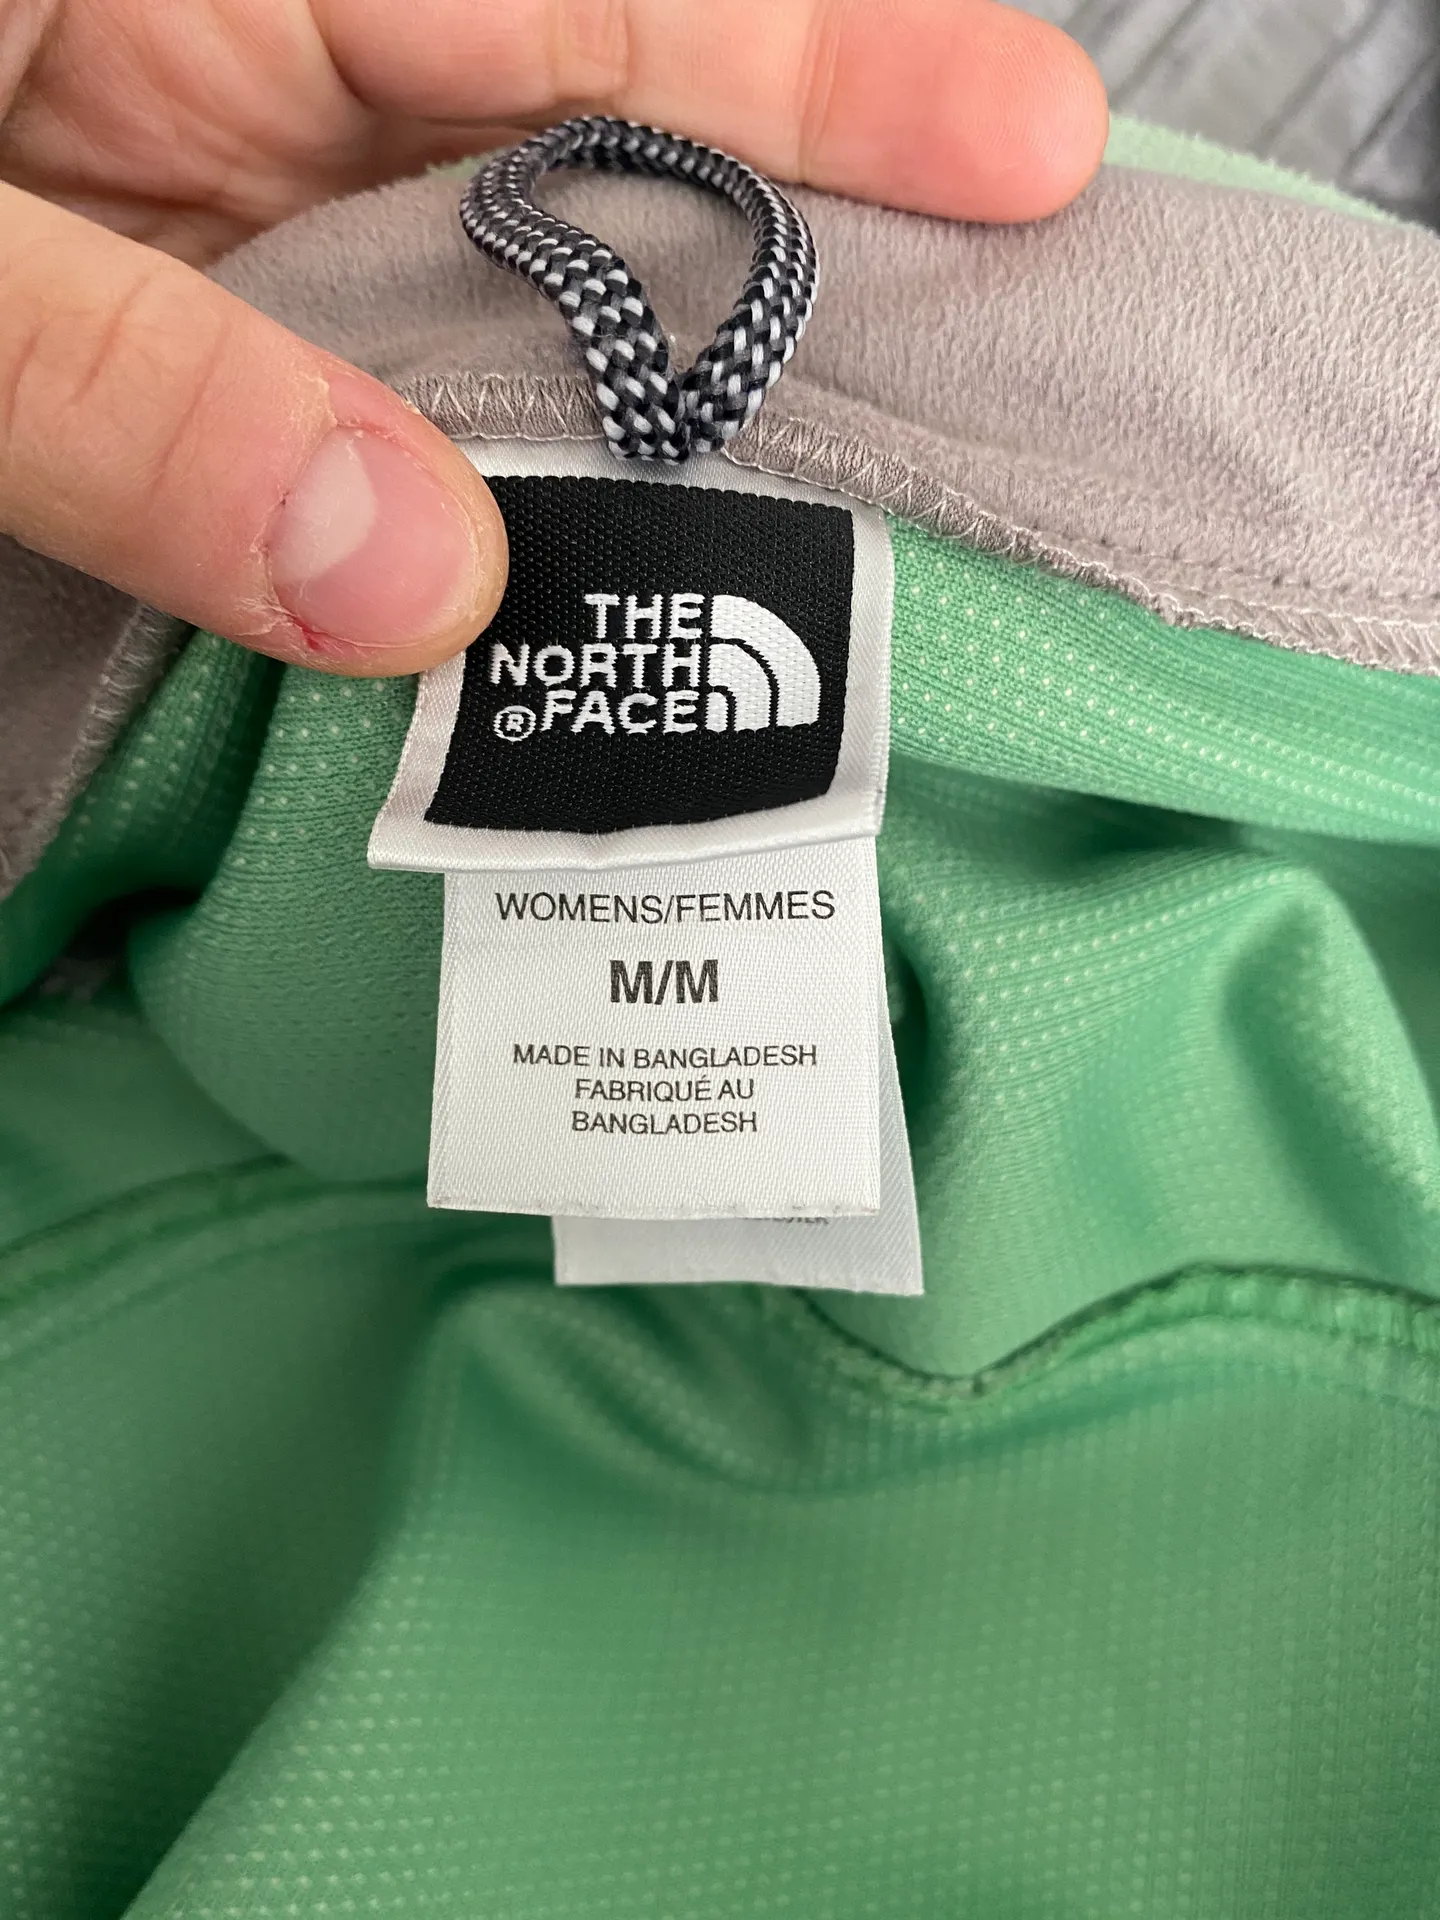 THE
NORTH
®FACE
WOMENS/FEMMES
M/M
MADE IN BANGLADESH
FABRIQUÉ AU
BANGLADESH